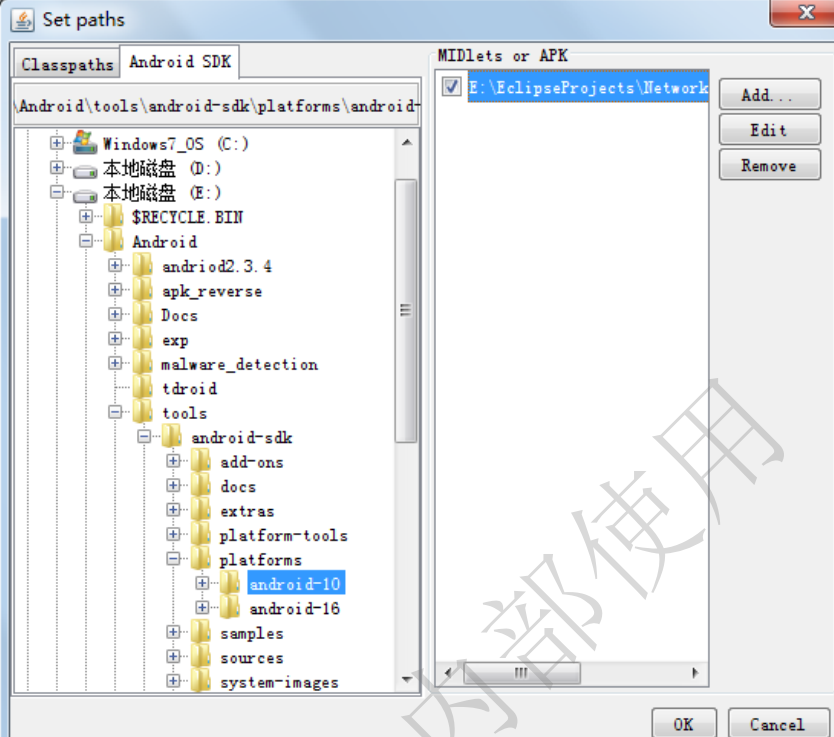 Set paths
Classpaths
Android SDK
\Android\tools\android-sdk\platforms\android-
Windows7_OS (C:)
本地磁盘 (D:)
本地磁盘 (E:)
$RECYCLE.BIN
Android
andriod2.3.4
apk_reverse
Docs
exp
malware_detection
tdroid
tools
android-sdk
add-ons
docs
extras
platform-tools
platforms
android-10
android-16
samples
sources
system-images
MIDlets or APK
E:\EclipseProjects\Network
Add...
Edit
Remove
OK
Cancel
内部使用